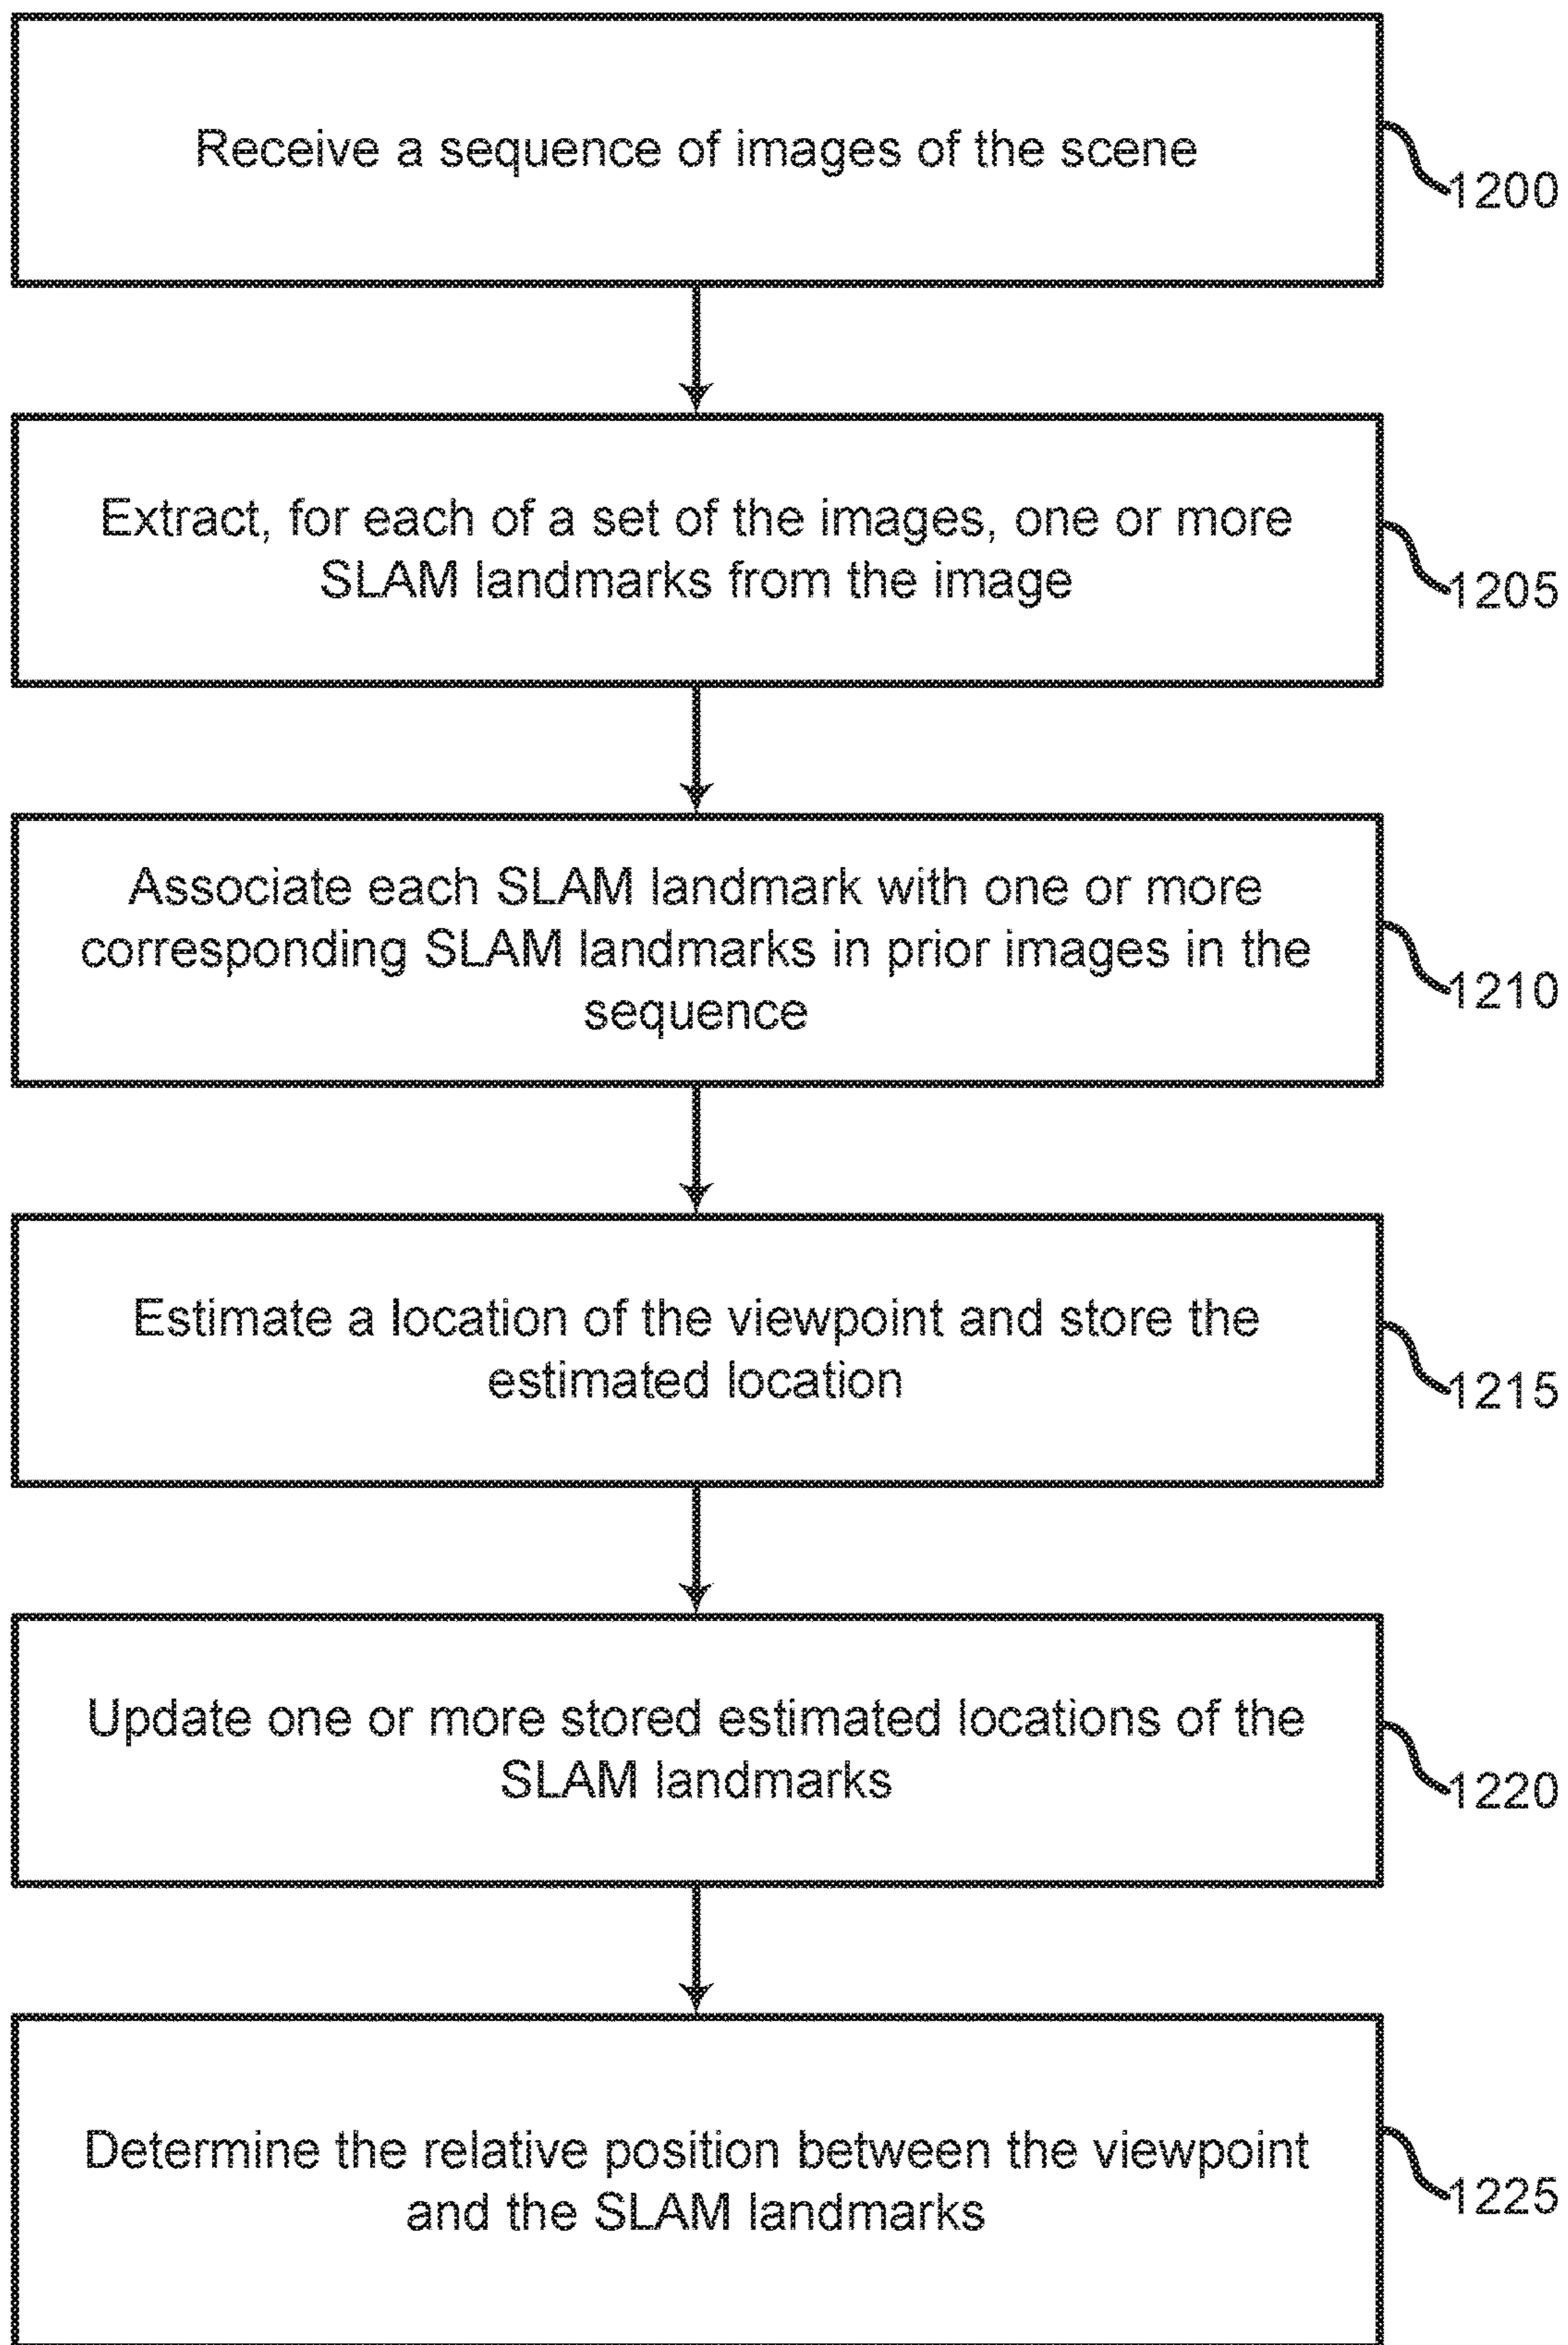 Receive a sequence of images of the scene
1200
Extract, for each of a set of the images, one or more
SLAM landmarks from the image
1205
Associate each SLAM landmark with one or more
corresponding SLAM landmarks in prior images in the
sequence
1210
Estimate a location of the viewpoint and store the
estimated location
1215
Update one or more stored estimated locations of the
SLAM landmarks
1220
Determine the relative position between the viewpoint
and the SLAM landmarks
1225